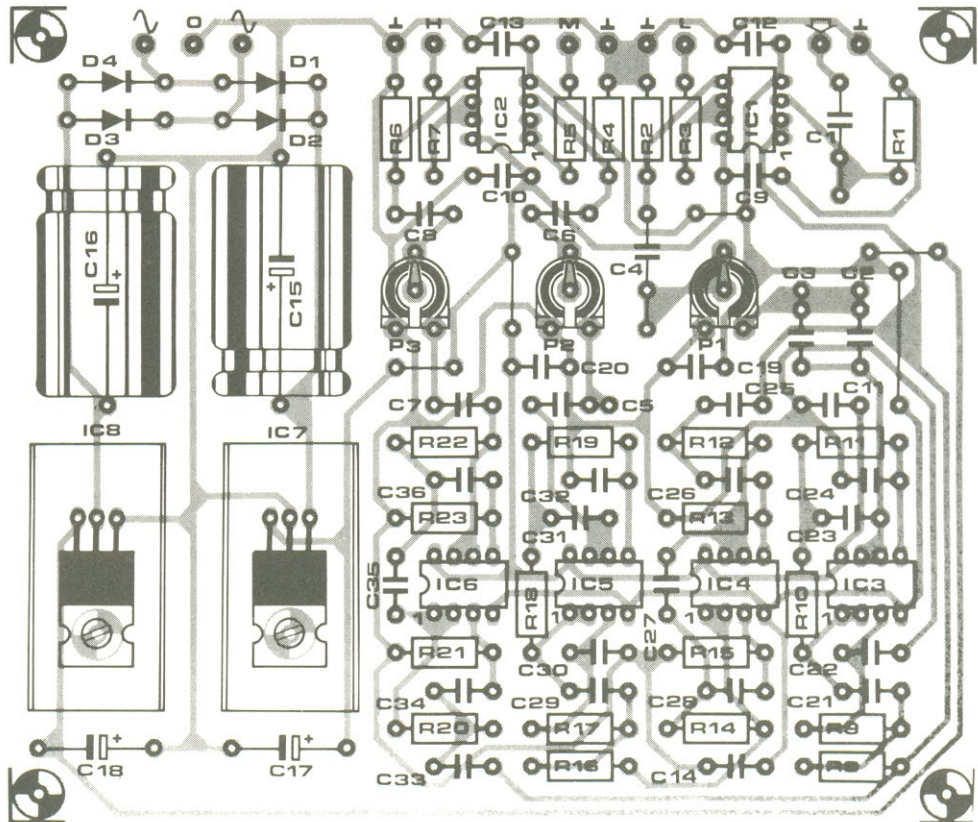 O ⊥ H C13 M ⊥ ⊥ L C12 ⊥
D4 D1
D3 D2
R6 R7 IC2 1 R5 R4 R2 R3 IC1 1 R1
C10 C9
C8 C6
C16 + + C15 C4 C3 C2
P3 P2 P1
C20 C19 C25 C11
C7 C5
IC8 IC7
R22 R19 R12 R11
C36 C32 C26 C24
R23 R13
C31 C23
C35 IC6 R18 IC5 IC4 R10 IC3
1 1 C27 1 1
R21 C30 R15 C22
C34 C29 C28 C21
R20 R17 R14 R9
C18 + C17 + C33 R16 C14 R8